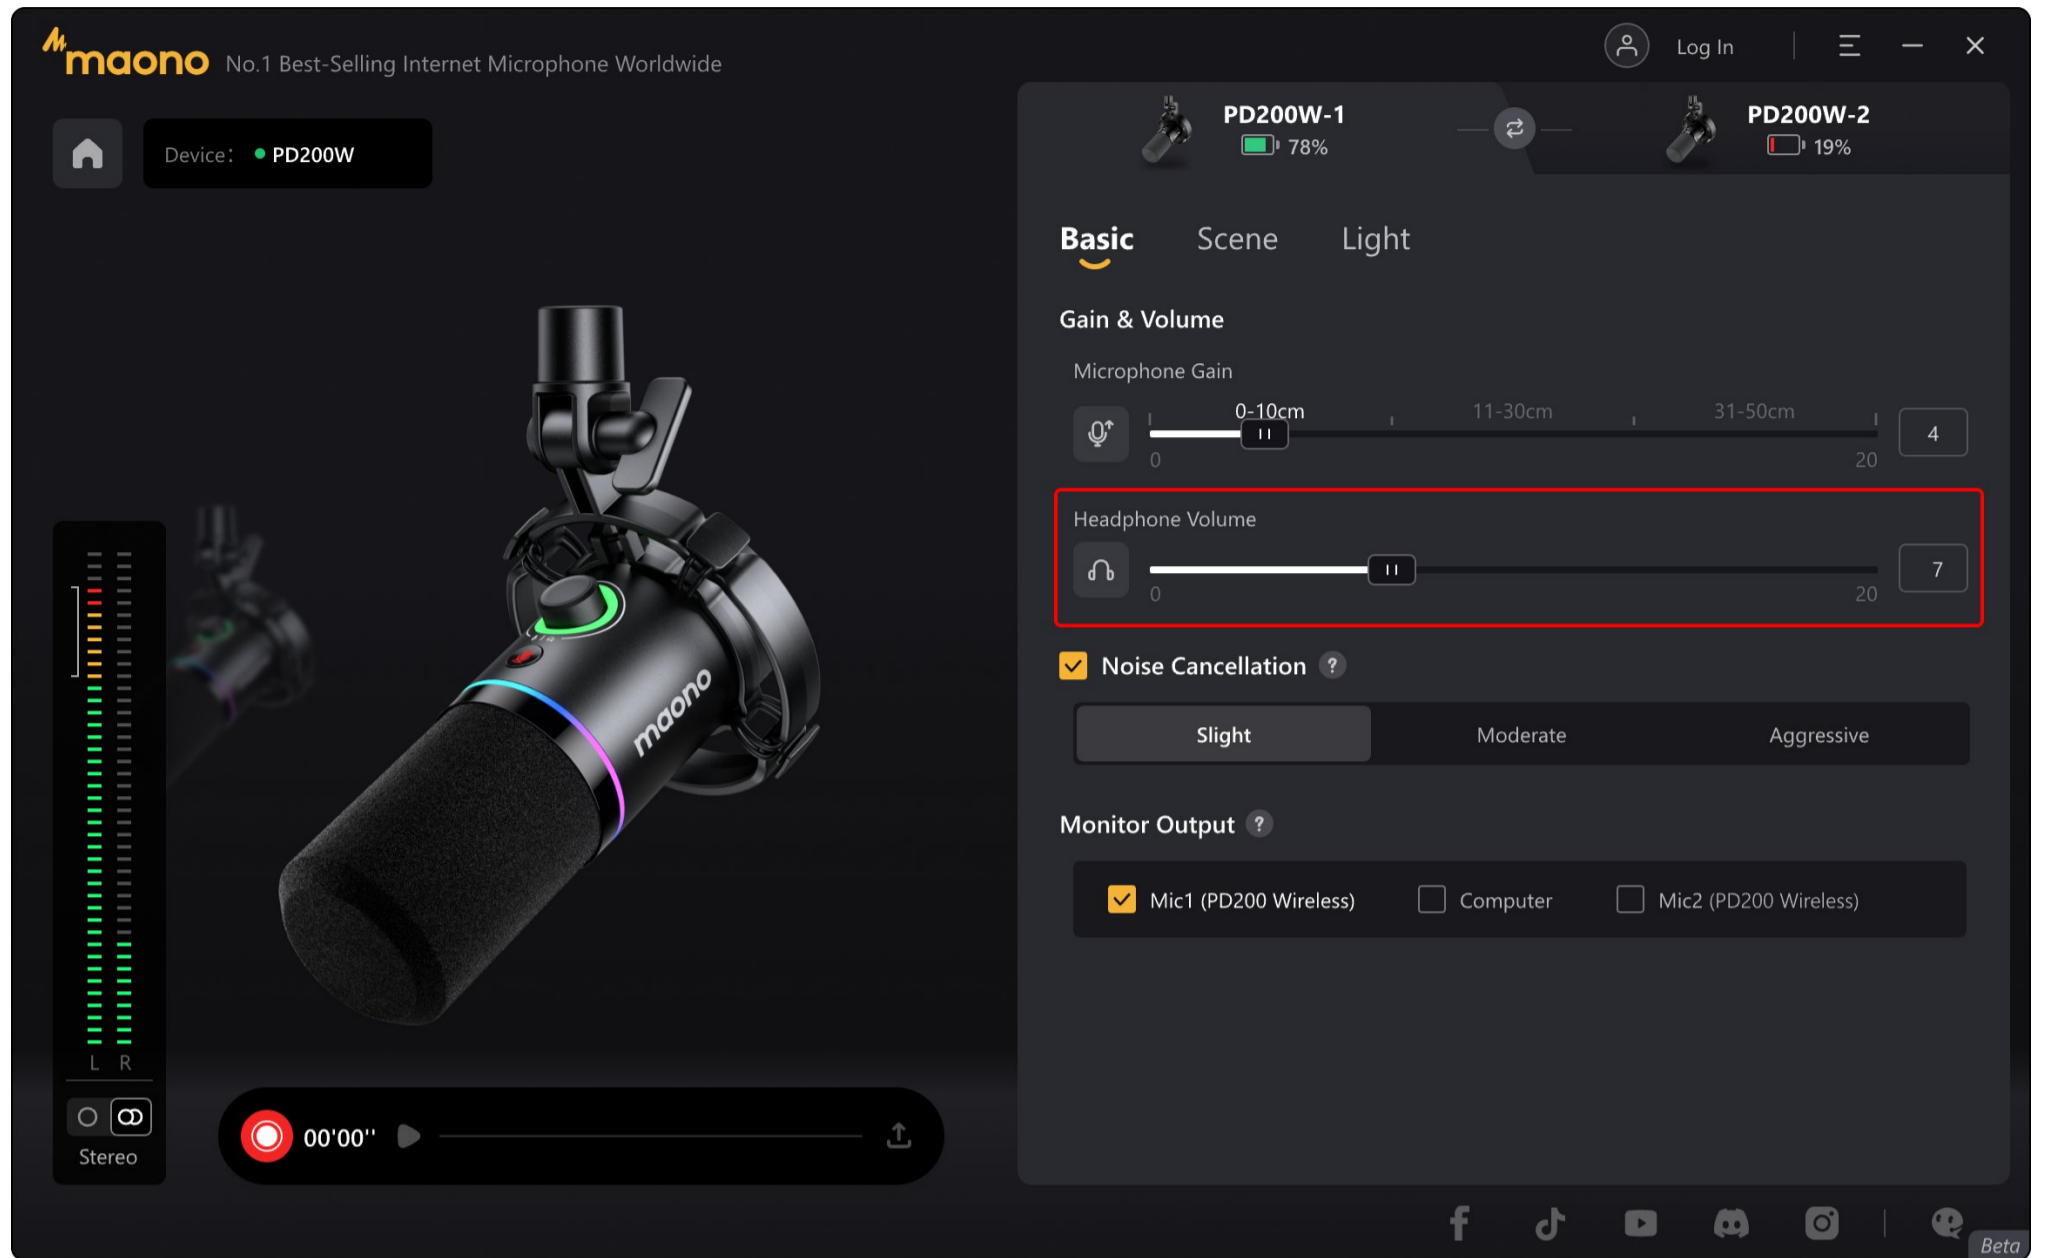 maono No.1 Best-Selling Internet Microphone Worldwide
Log In
Device: PD200W
PD200W-1
78%
PD200W-2
19%
Basic Scene Light
Gain & Volume
Microphone Gain
0-10cm 11-30cm 31-50cm
4
0 20
Headphone Volume
7
0 20
Noise Cancellation ?
Slight Moderate Aggressive
Monitor Output ?
Mic1 (PD200 Wireless) Computer Mic2 (PD200 Wireless)
maono
L R
Stereo
00'00''
Beta